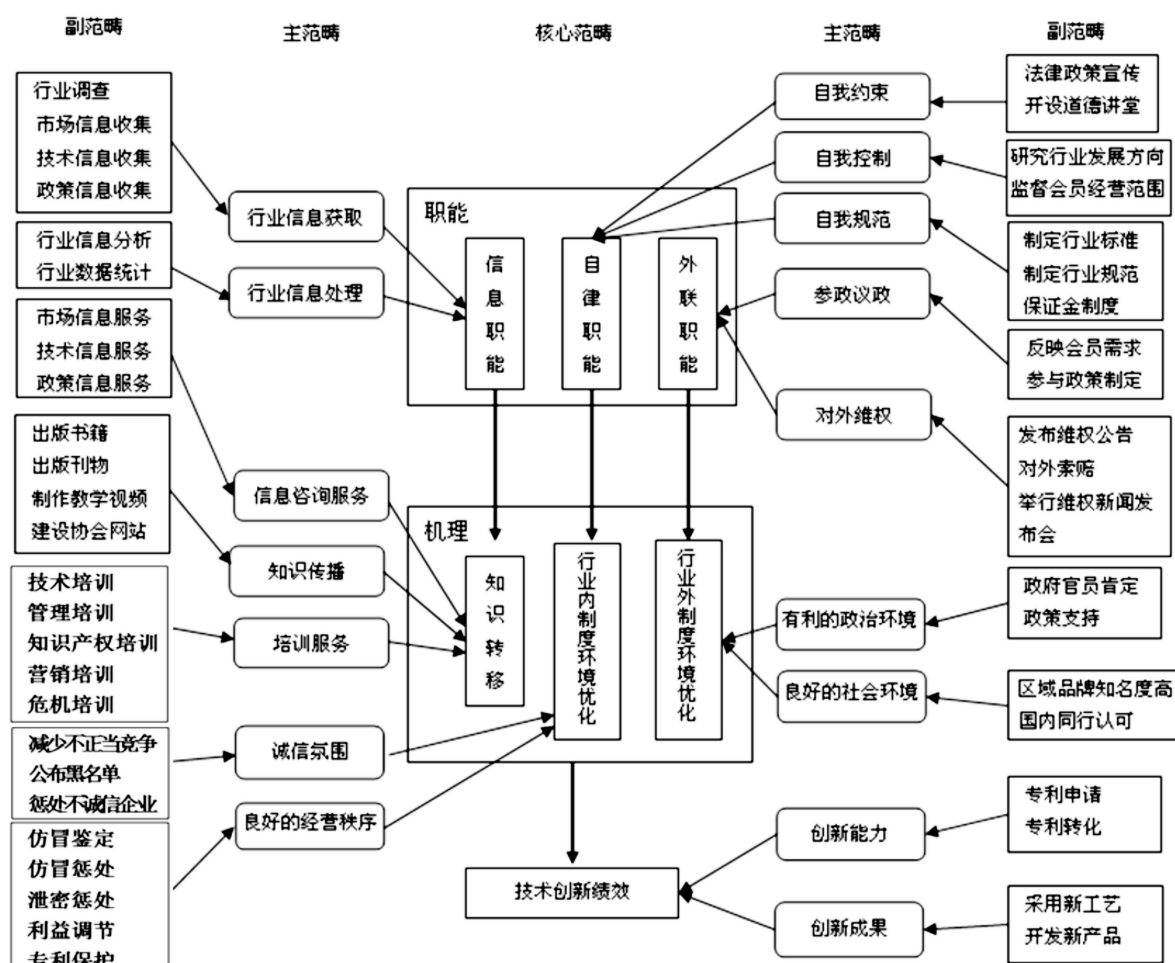 副范畴
主范畴
核心范畴
主范畴
副范畴
行业调查
市场信息收集
技术信息收集
政策信息收集
行业信息分析
行业数据统计
市场信息服务
技术信息服务
政策信息服务
出版书籍
出版刊物
制作教学视频
建设协会网站
技术培训
管理培训
知识产权培训
营销培训
危机培训
减少不正当竞争
公布黑名单
惩处不诚信企业
仿冒鉴定
仿冒惩处
泄密惩处
利益调节
专利保护
行业信息获取
行业信息处理
信息咨询服务
知识传播
培训服务
诚信氛围
良好的经营秩序
职能
信息职能
自律职能
外联职能
机理
知识转移
行业内制度环境优化
行业外制度环境优化
技术创新绩效
自我约束
自我控制
自我规范
参政议政
对外维权
有利的政治环境
良好的社会环境
创新能力
创新成果
法律政策宣传
开设道德讲堂
研究行业发展方向
监督会员经营范围
制定行业标准
制定行业规范
保证金制度
反映会员需求
参与政策制定
发布维权公告
对外索赔
举行维权新闻发
布会
政府官员肯定
政策支持
区域品牌知名度高
国内同行认可
专利申请
专利转化
采用新工艺
开发新产品